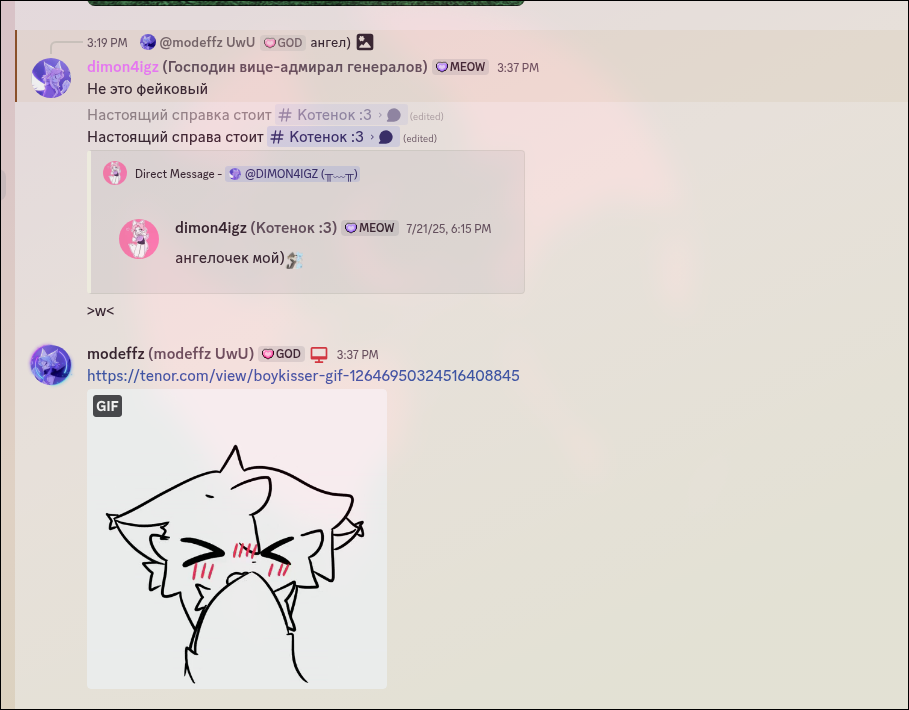 3:19 PM @modeffz UwU GOD ангел)
dimon4igz (Господин вице-адмирал генералов) MEOW 3:37 PM
Не это фейковый
Настоящий справка стоит # Котенок :3 › (edited)
Настоящий справа стоит # Котенок :3 › (edited)
Direct Message - @DIMON4IGZ (╥﹏╥)
dimon4igz (Котенок :3) MEOW 7/21/25, 6:15 PM
ангелочек мой)
>w<
modeffz (modeffz UwU) GOD 3:37 PM
https://tenor.com/view/boykisser-gif-12646950324516408845
GIF